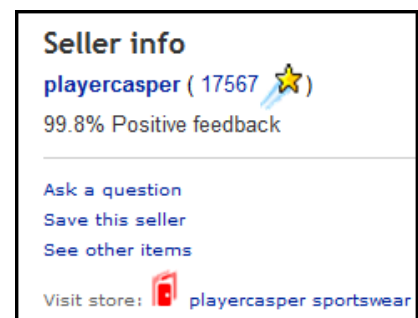 Seller info
playercasper ( 17567 )
99.8% Positive feedback
Ask a question
Save this seller
See other items
Visit store: playercasper sportswear